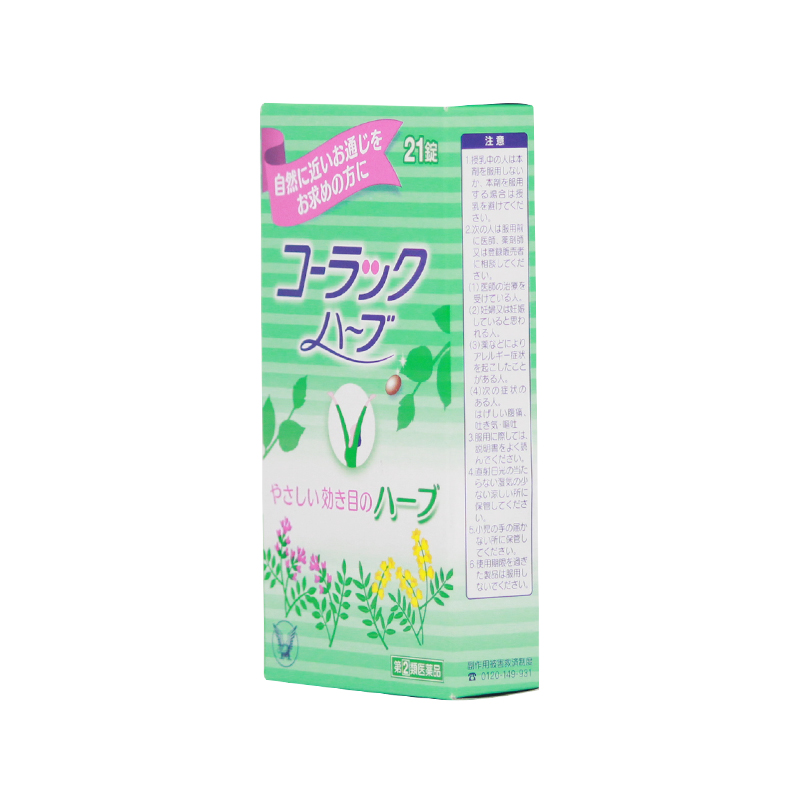 自然に近いお通じを
お求めの方に
21錠
コーラック
ハーブ
やさしい効き目のハーブ
指②類医薬品
注意
1.授乳中の人は本
剤を服用しない
か、本剤を服用
する場合は授
乳を避けてくだ
さい。
2.次の人は服用前
に医師、薬剤師
又は登録販売者
に相談してくだ
さい。
(1)医師の治療を
受けている人。
(2)妊婦又は妊娠
していると思わ
れる人。
(3)薬などにより
アレルギー症状
を起こしたこと
がある人。
(4)次の症状の
ある人。
はげしい腹痛、
吐き気・嘔吐
3.服用に際しては、
説明書をよく読
んでください。
4.直射日光の当た
らない湿気の少
ない涼しい所に
保管してくださ
い。
5.小児の手の届か
ない所に保管し
てください。
6.使用期限を過ぎ
た製品は服用し
ないでください。
副作用被害救済制度
☎ 0120-149-931